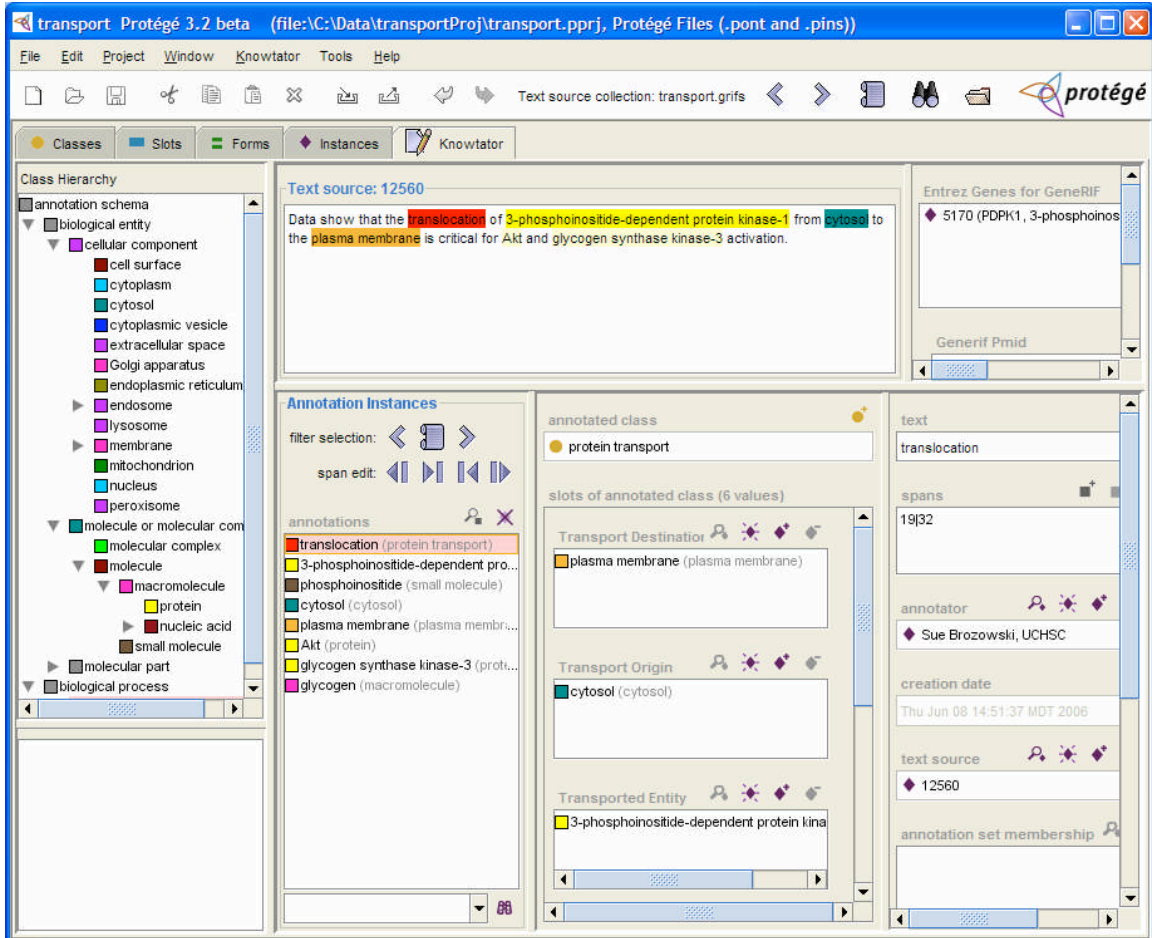 transport Protégé 3.2 beta (file:\C:\Data\transportProj\transport.pprj, Protégé Files (.pont and .pins))
File Edit Project Window Knowtator Tools Help
Text source collection: transport.grifs
protégé
Classes Slots Forms Instances Knowtator
Class Hierarchy
annotation schema
biological entity
cellular component
cell surface
cytoplasm
cytosol
cytoplasmic vesicle
extracellular space
Golgi apparatus
endoplasmic reticulum
endosome
lysosome
membrane
mitochondrion
nucleus
peroxisome
molecule or molecular com
molecular complex
molecule
macromolecule
protein
nucleic acid
small molecule
molecular part
biological process
Text source: 12560
Data show that the translocation of 3-phosphoinositide-dependent protein kinase-1 from cytosol to
the plasma membrane is critical for Akt and glycogen synthase kinase-3 activation.
Entrez Genes for GeneRIF
5170 (PDPK1, 3-phosphoinos
Generif Pmid
Annotation Instances
filter selection:
span edit:
annotations
translocation (protein transport)
3-phosphoinositide-dependent pro...
phosphoinositide (small molecule)
cytosol (cytosol)
plasma membrane (plasma membr...
Akt (protein)
glycogen synthase kinase-3 (prote...
glycogen (macromolecule)
annotated class
protein transport
slots of annotated class (6 values)
Transport Destination
plasma membrane (plasma membrane)
Transport Origin
cytosol (cytosol)
Transported Entity
3-phosphoinositide-dependent protein kina
text
translocation
spans
19|32
annotator
Sue Brozowski, UCHSC
creation date
Thu Jun 08 14:51:37 MDT 2006
text source
12560
annotation set membership